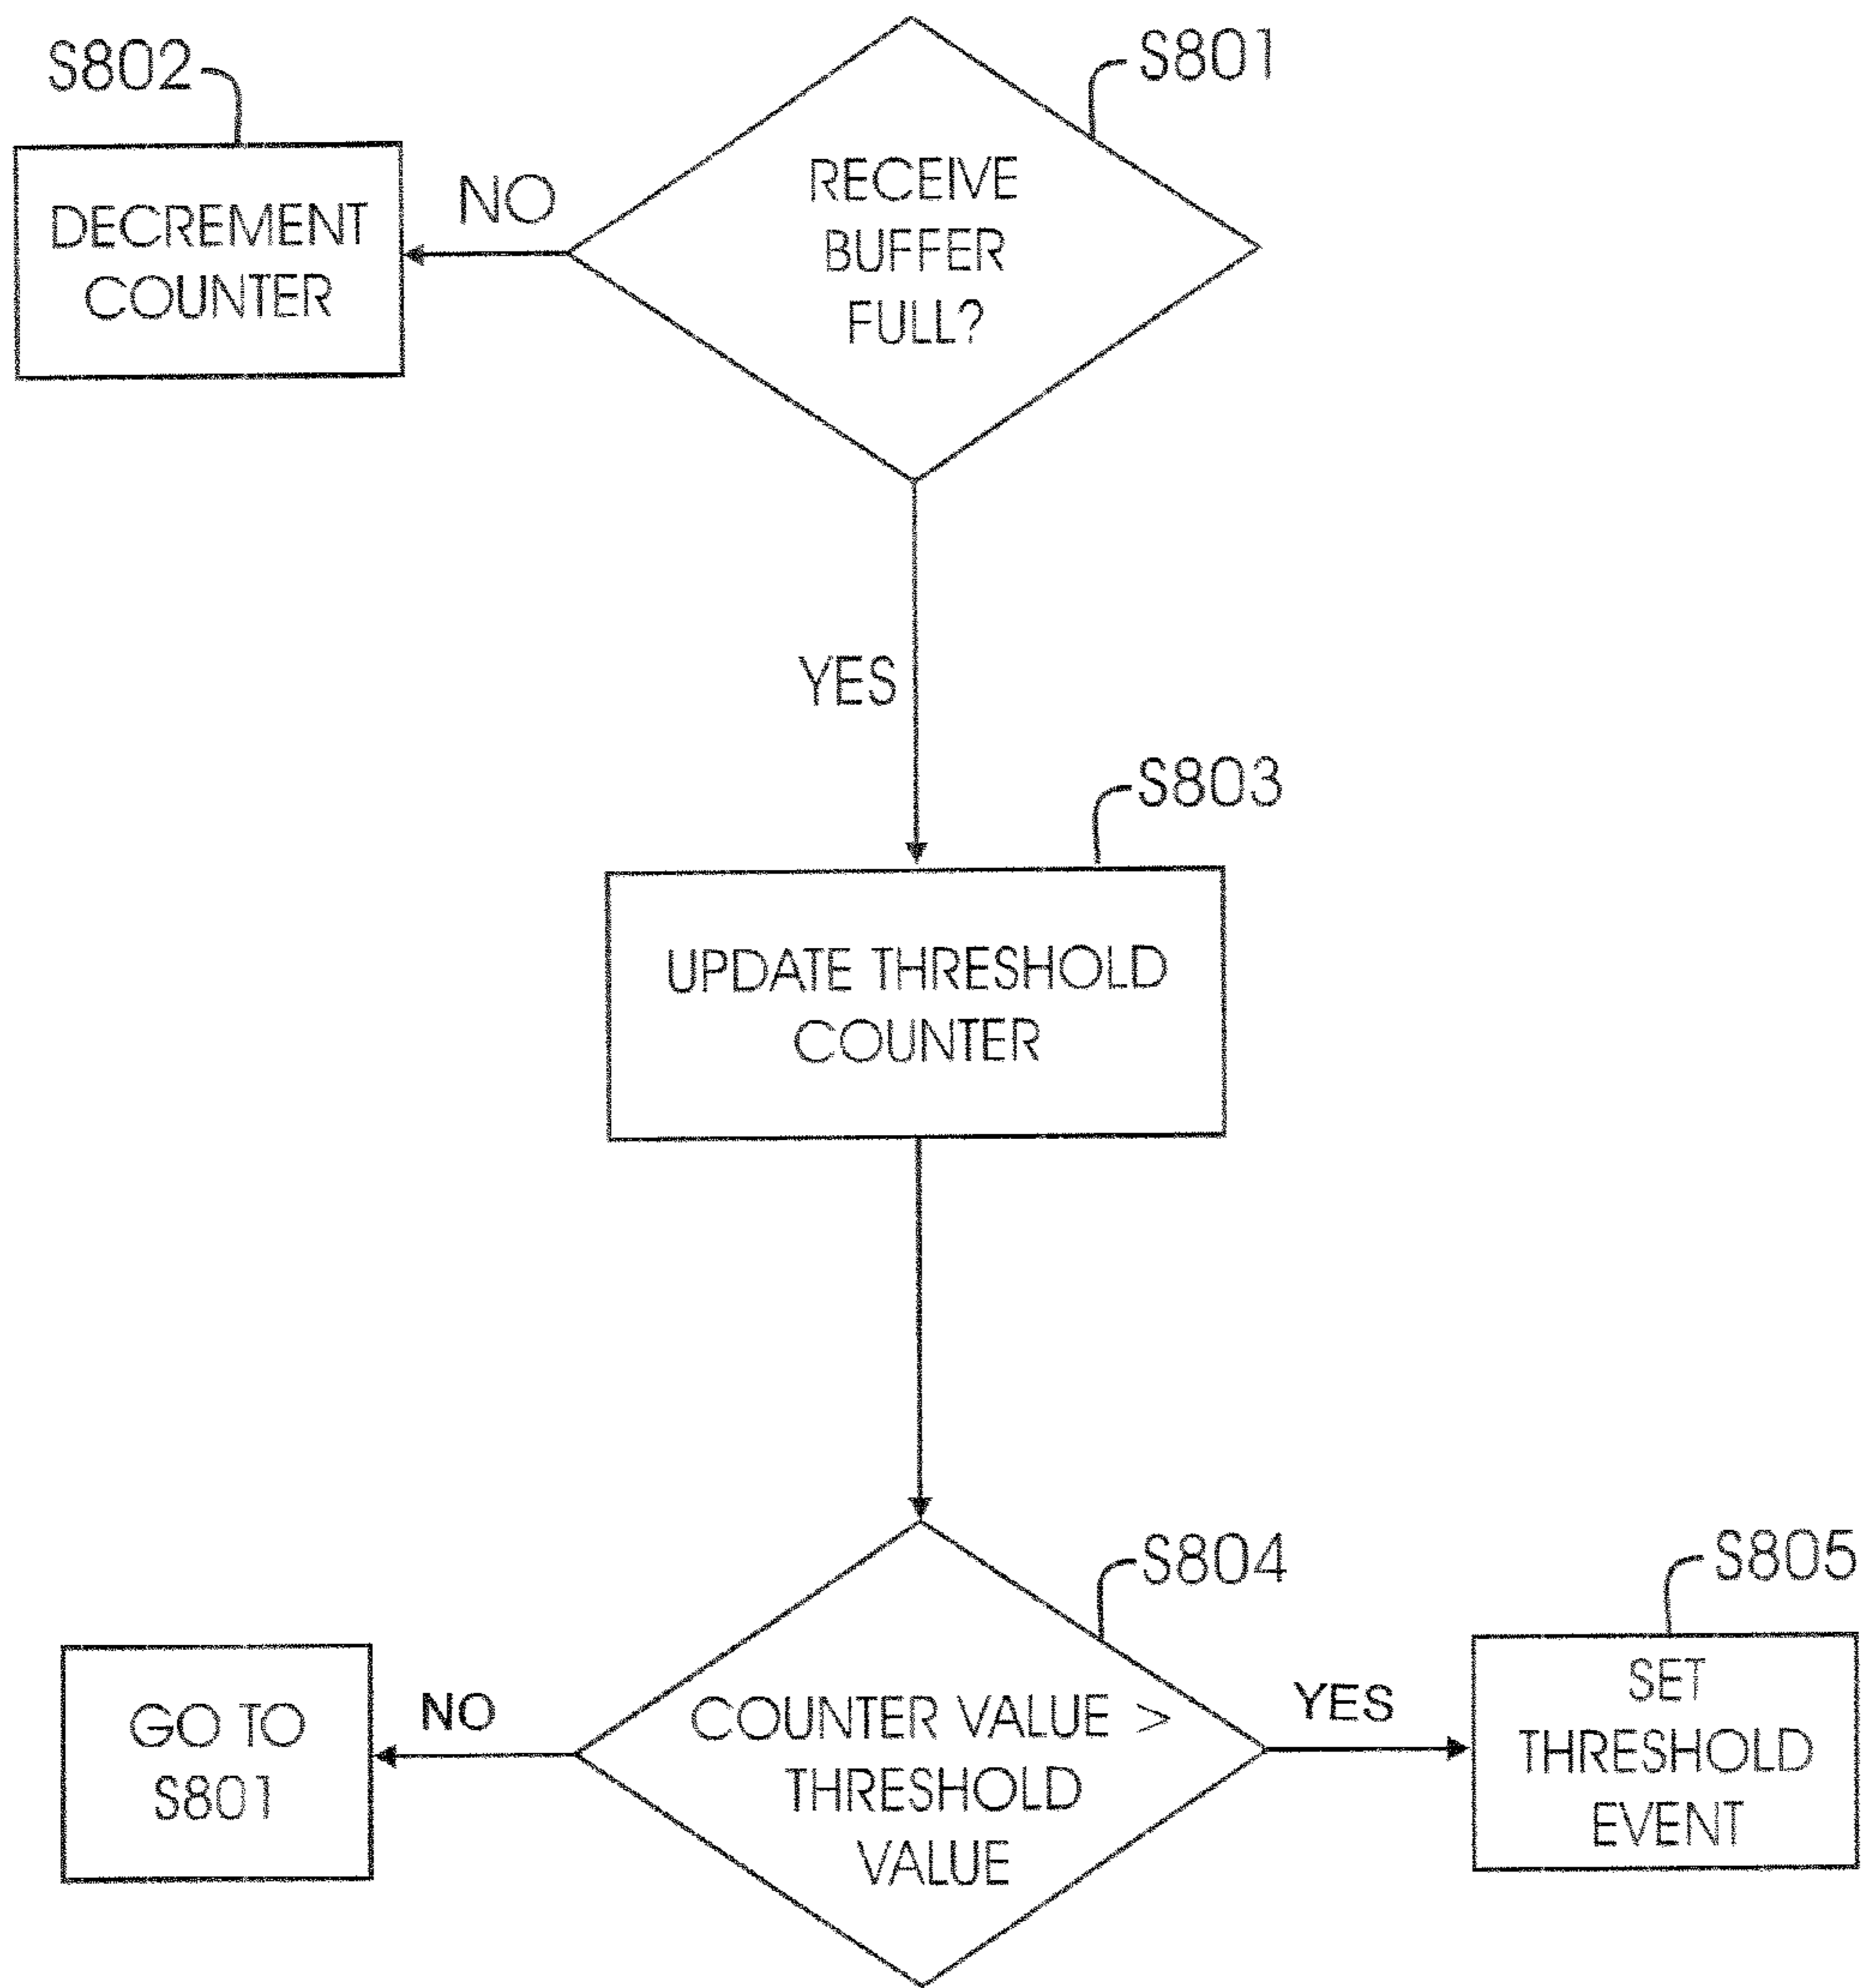 S802
S801
DECREMENT
COUNTER
NO
RECEIVE
BUFFER
FULL?
YES
S803
UPDATE THRESHOLD
COUNTER
S804
S805
GO TO
S801
NO
COUNTER VALUE >
THRESHOLD
VALUE
YES
SET
THRESHOLD
EVENT